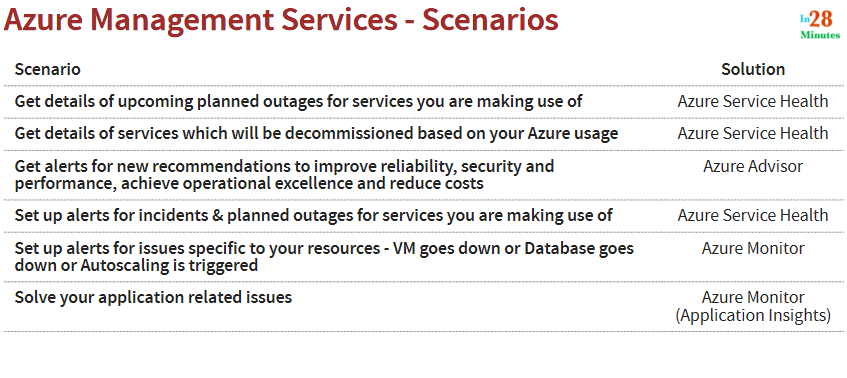 Azure Management Services - Scenarios
In 28
Minutes
Scenario Solution
Get details of upcoming planned outages for services you are making use of Azure Service Health
Get details of services which will be decommissioned based on your Azure usage Azure Service Health
Get alerts for new recommendations to improve reliability, security and Azure Advisor
performance, achieve operational excellence and reduce costs
Set up alerts for incidents & planned outages for services you are making use of Azure Service Health
Set up alerts for issues specific to your resources - VM goes down or Database goes Azure Monitor
down or Autoscaling is triggered
Solve your application related issues Azure Monitor
(Application Insights)